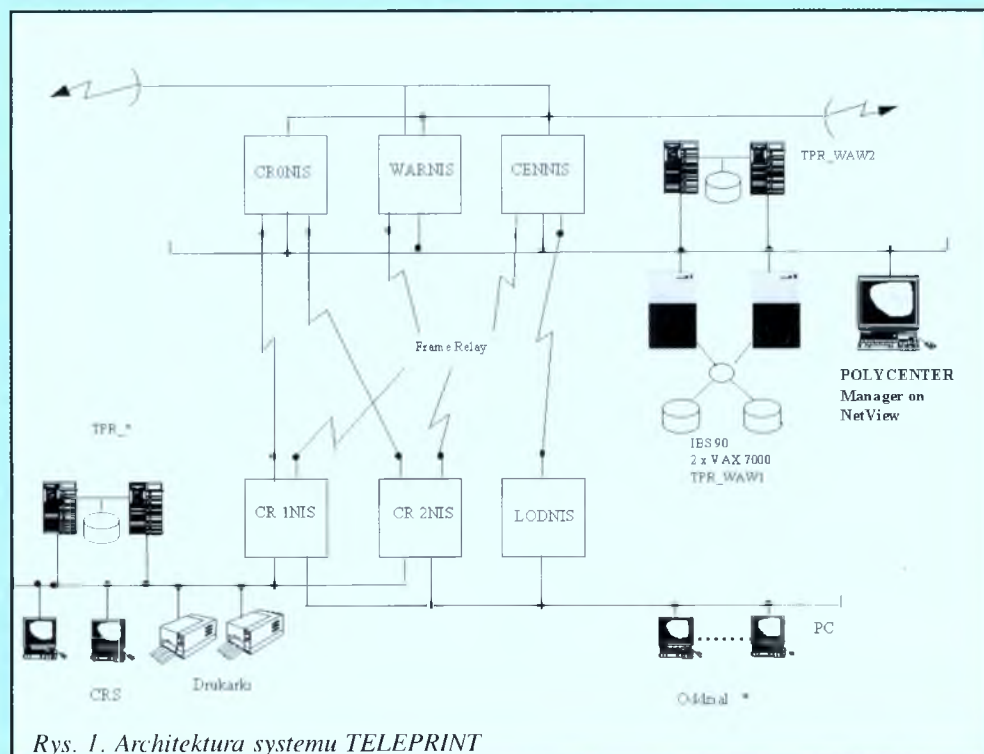 TPR_WAW2
CR0NIS
WARNIS
CENNIS
Frame Relay
POLYCENTER
Manager on
NetView
TPR_*
IBS 90
2 x VAX 7000
TPR_WAW1
CR 1NIS
CR 2NIS
LODNIS
PC
CRS
Drukarki
Oddział *
Rys. 1. Architektura systemu TELEPRINT